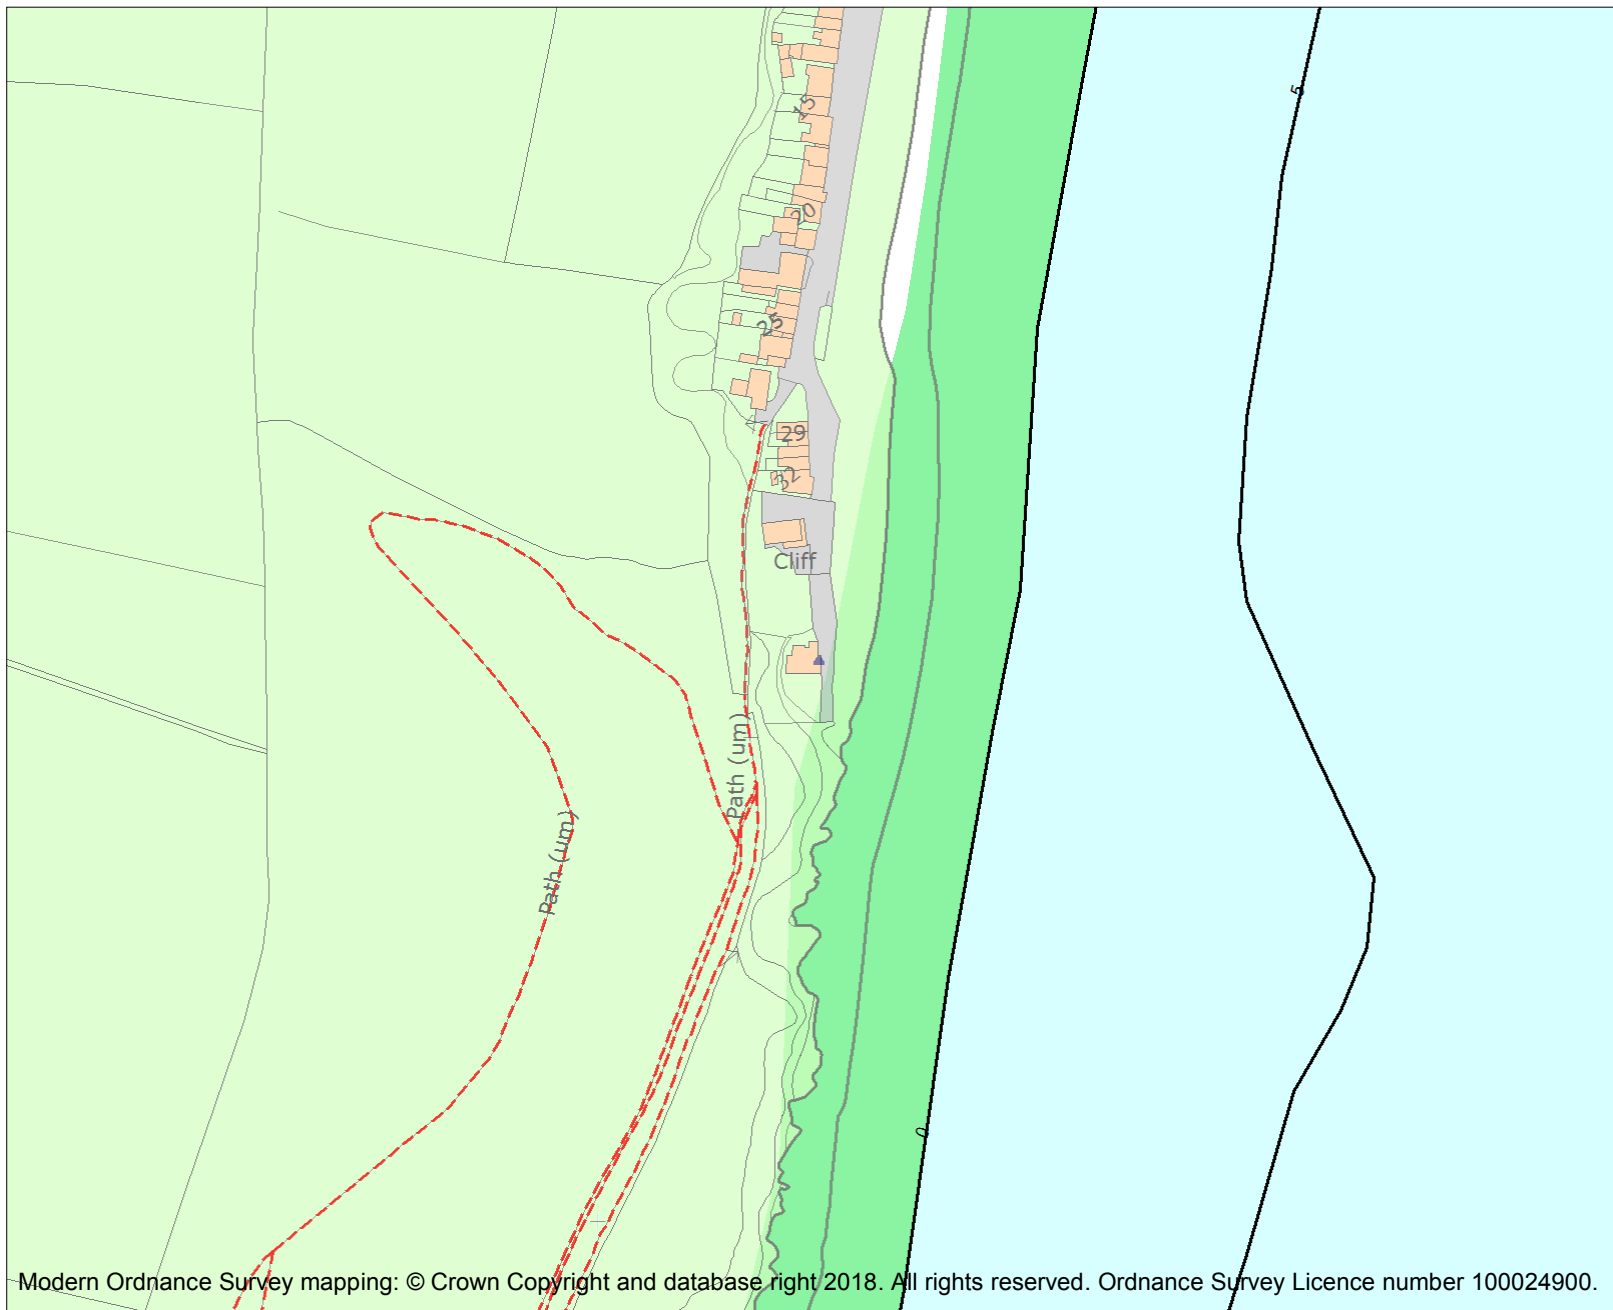 5
15
20
25
29
32
Cliff
Path (um)
Path (um)
0
Modern Ordnance Survey mapping: © Crown Copyright and database right 2018. All rights reserved. Ordnance Survey Licence number 100024900.